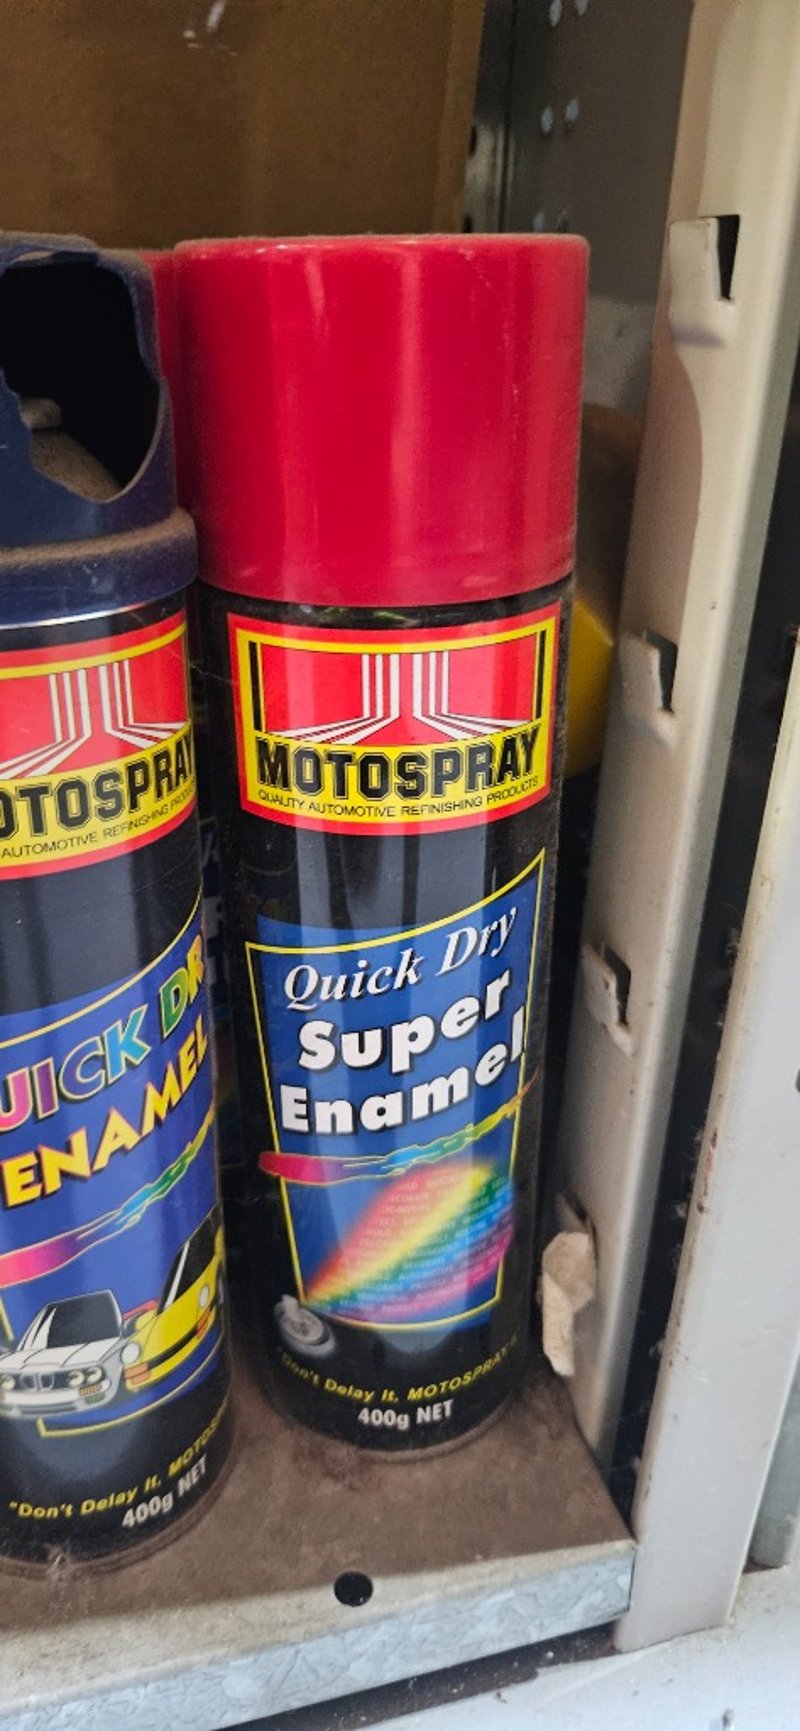 MOTOSPRAY
QUALITY AUTOMOTIVE REFINISHING PRODUCTS
Quick Dry
Super
Enamel
"Don't Delay It, MOTOSPRAY
400g NET
OTOSPRAY
AUTOMOTIVE REFINISHING
UICK DR
ENAMEL
"Don't Delay It, MOTOS
400g NET